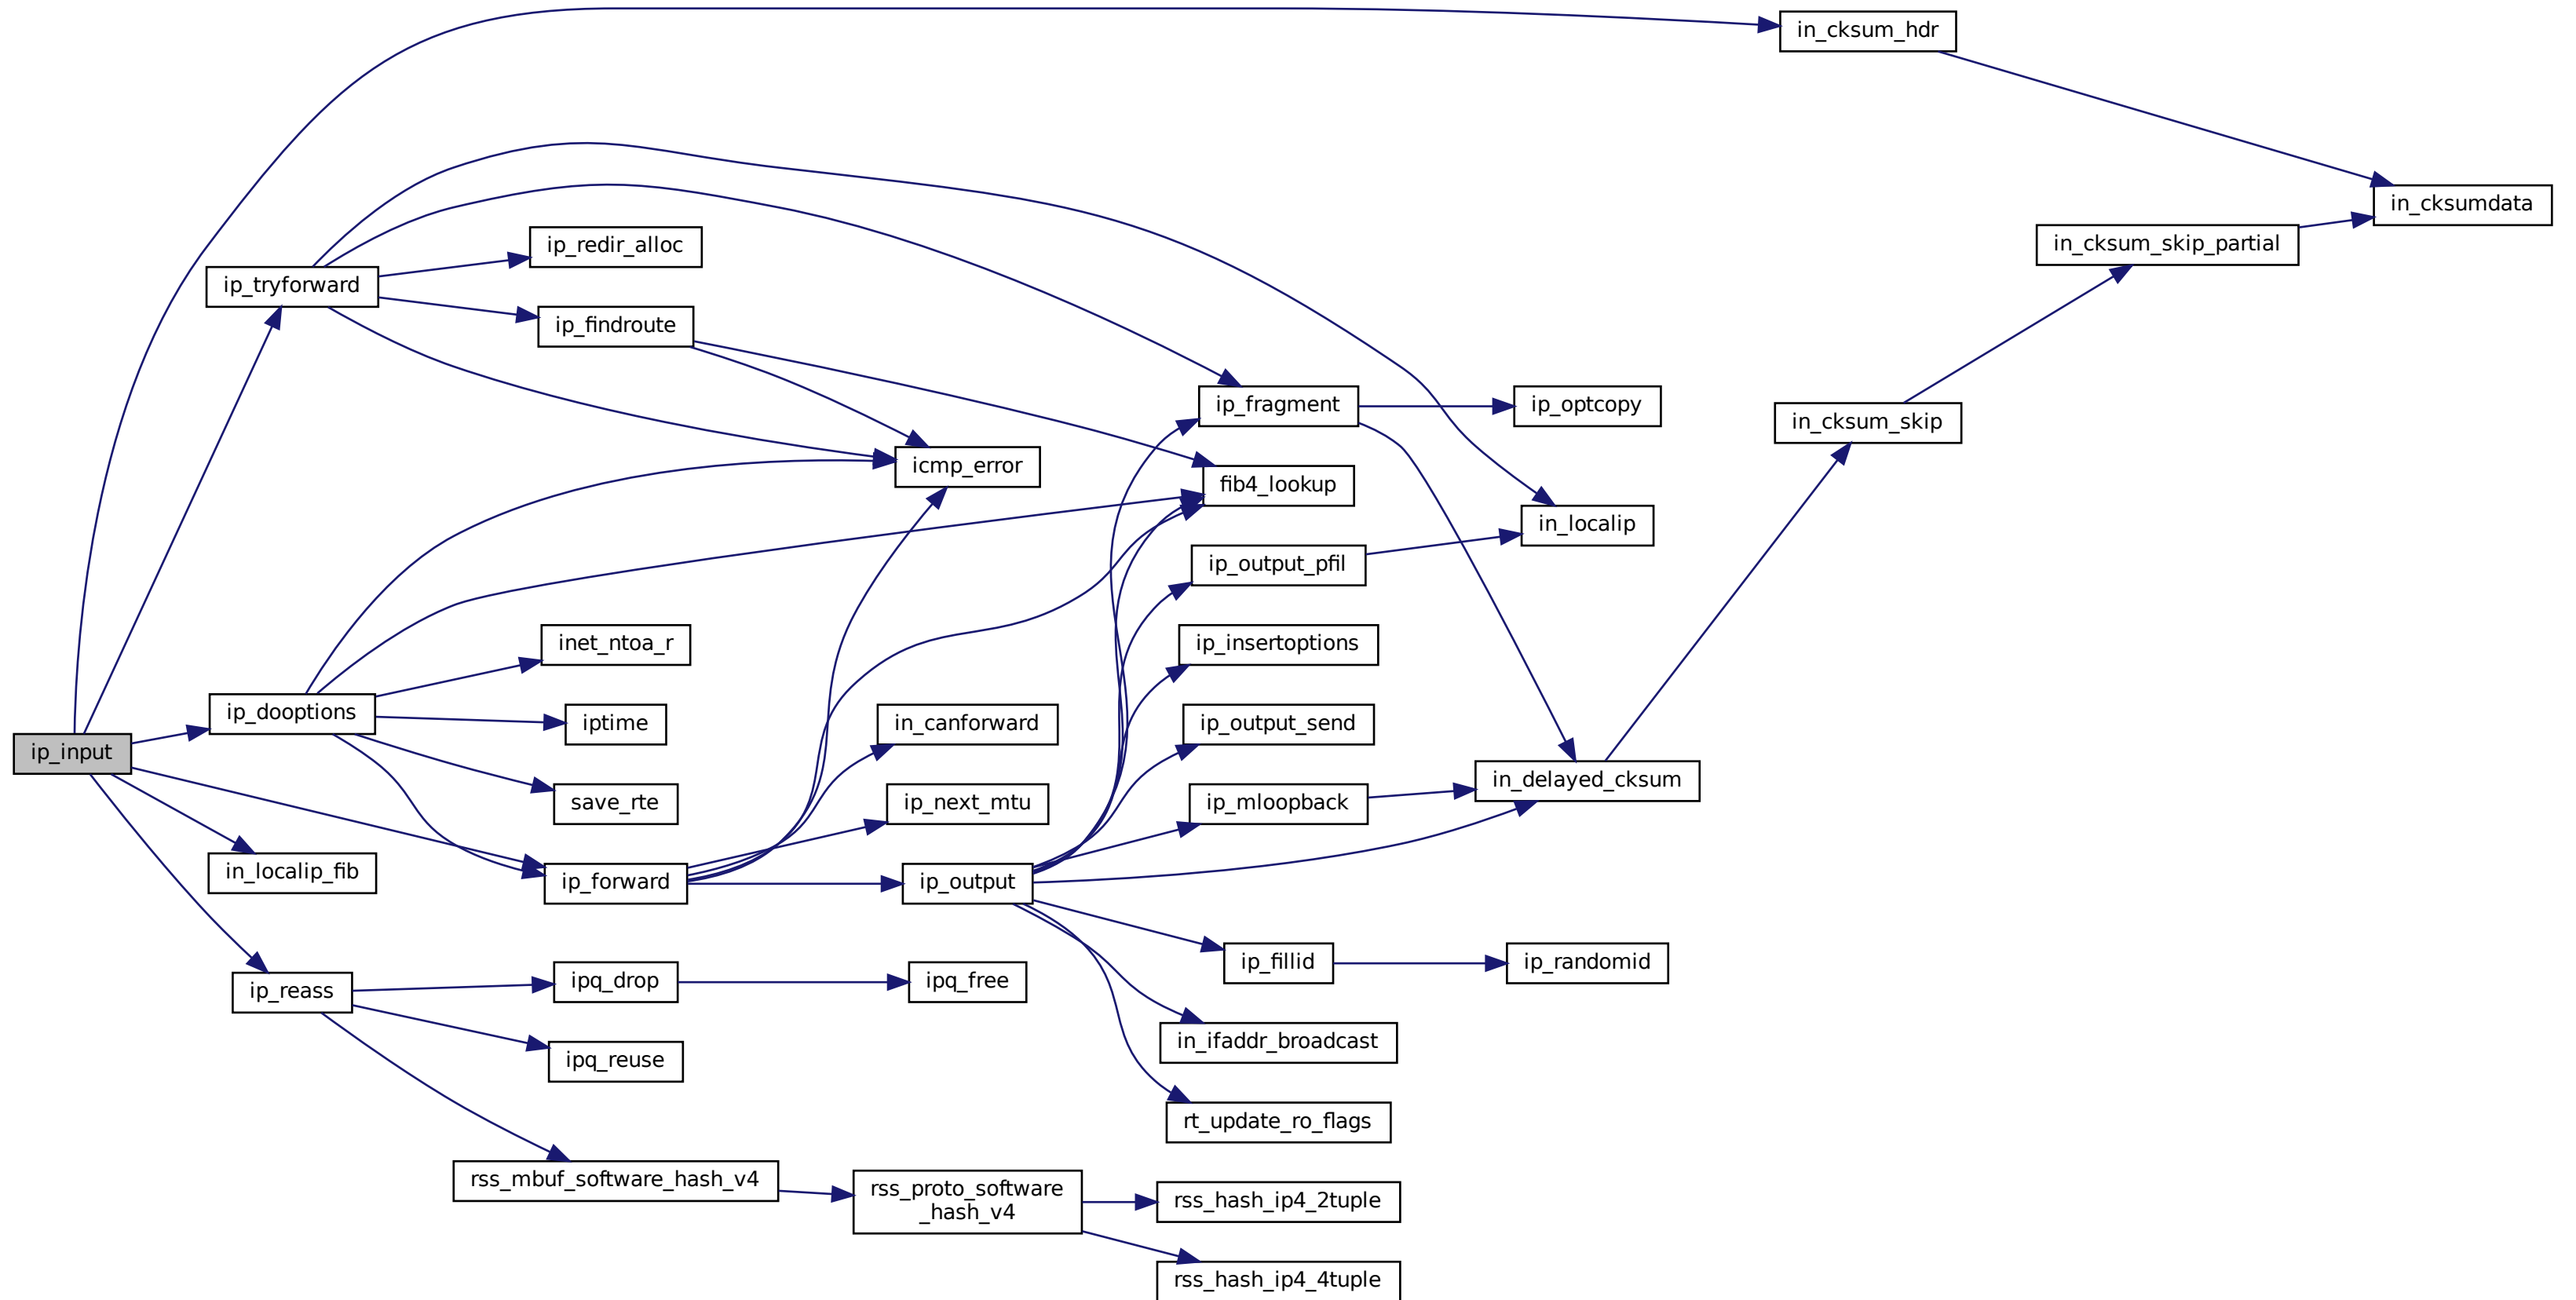 in_cksum_hdr
in_cksumdata
in_cksum_skip_partial
ip_redir_alloc
ip_tryforward
ip_findroute
ip_fragment
ip_optcopy
in_cksum_skip
icmp_error
fib4_lookup
in_localip
ip_output_pfil
inet_ntoa_r
ip_insertoptions
ip_dooptions
iptime
in_canforward
ip_output_send
ip_input
in_delayed_cksum
save_rte
ip_next_mtu
ip_mloopback
in_localip_fib
ip_forward
ip_output
ip_fillid
ip_randomid
ip_reass
ipq_drop
ipq_free
in_ifaddr_broadcast
ipq_reuse
rt_update_ro_flags
rss_mbuf_software_hash_v4
rss_proto_software
_hash_v4
rss_hash_ip4_2tuple
rss_hash_ip4_4tuple